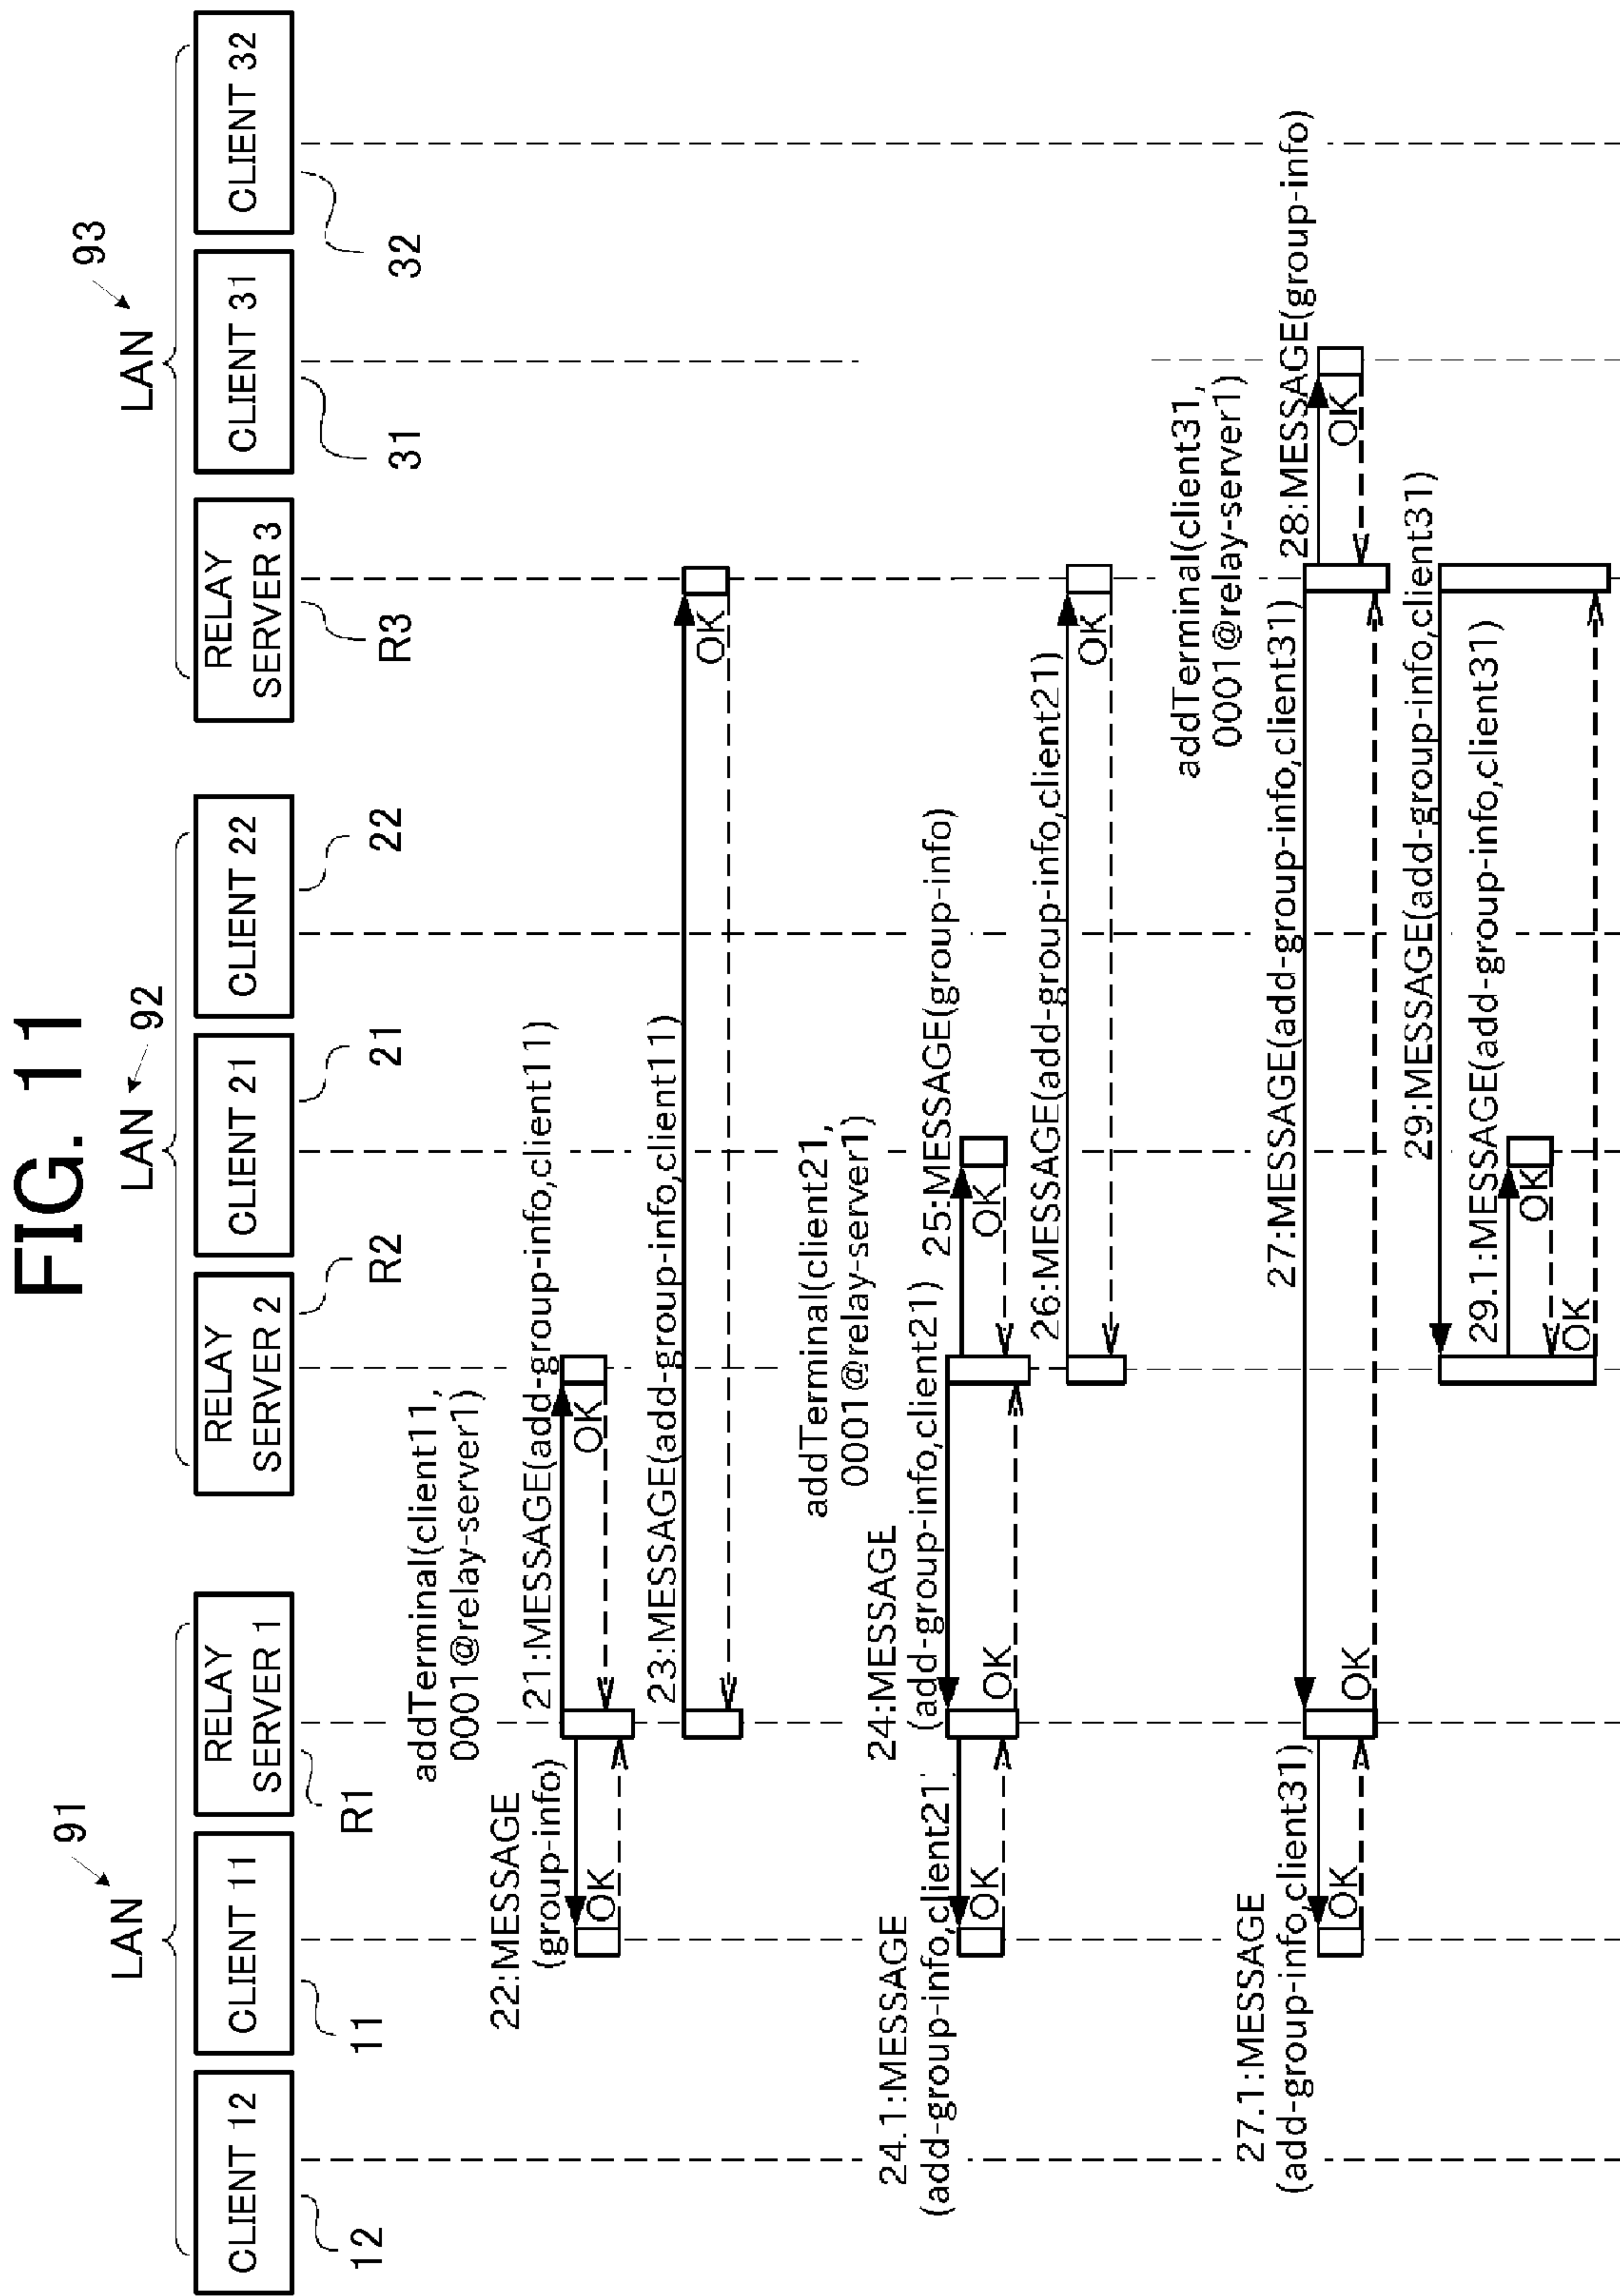 FIG. 11
LAN
91
LAN
92
LAN
93
CLIENT 12
CLIENT 11
RELAY
SERVER 1
RELAY
SERVER 2
CLIENT 21
CLIENT 22
RELAY
SERVER 3
CLIENT 31
CLIENT 32
12
11
R1
R2
21
22
R3
31
32
addTerminal(client11,
0001@relay-server1)
22:MESSAGE
(group-info)
21:MESSAGE(add-group-info,client11)
OK
OK
23:MESSAGE(add-group-info,client11)
OK
addTerminal(client21,
0001@relay-server1)
24.1:MESSAGE
(add-group-info,client21
24:MESSAGE
(add-group-info,client21)
25:MESSAGE(group-info)
OK
OK
OK
26:MESSAGE(add-group-info,client21)
OK
addTerminal(client31,
0001@relay-server1)
27.1:MESSAGE
(add-group-info,client31)
27:MESSAGE(add-group-info,client31)
28:MESSAGE(group-info)
OK
OK
OK
29:MESSAGE(add-group-info,client31)
29.1:MESSAGE(add-group-info,client31)
OK
OK